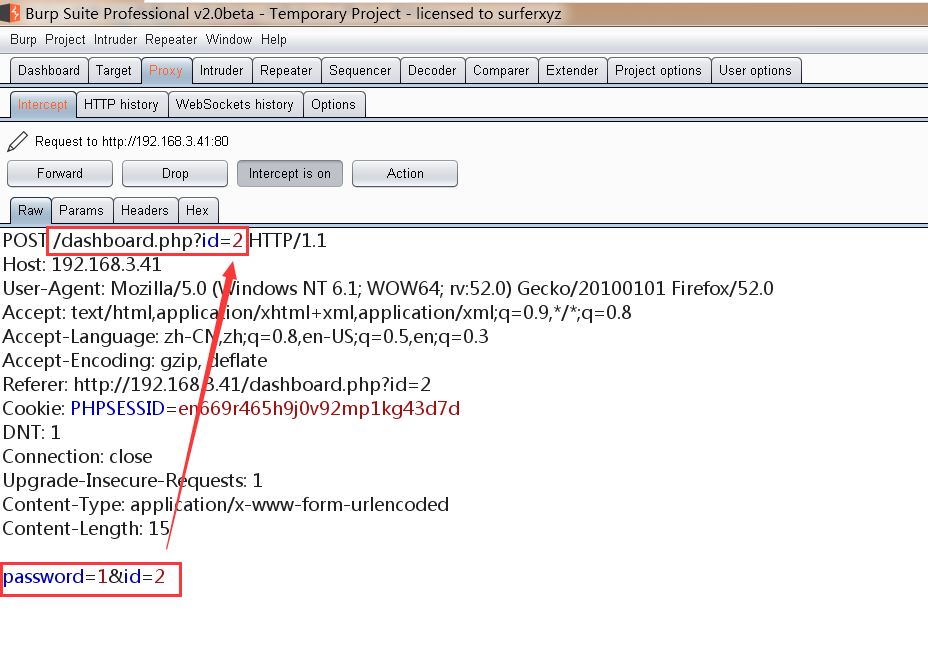 Burp Suite Professional v2.0beta - Temporary Project - licensed to surferxyz
Burp Project Intruder Repeater Window Help
Dashboard Target Proxy Intruder Repeater Sequencer Decoder Comparer Extender Project options User options
Intercept HTTP history WebSockets history Options
Request to http://192.168.3.41:80
Forward Drop Intercept is on Action
Raw Params Headers Hex
POST /dashboard.php?id=2 HTTP/1.1
Host: 192.168.3.41
User-Agent: Mozilla/5.0 (Windows NT 6.1; WOW64; rv:52.0) Gecko/20100101 Firefox/52.0
Accept: text/html,application/xhtml+xml,application/xml;q=0.9,*/*;q=0.8
Accept-Language: zh-CN,zh;q=0.8,en-US;q=0.5,en;q=0.3
Accept-Encoding: gzip, deflate
Referer: http://192.168.3.41/dashboard.php?id=2
Cookie: PHPSESSID=en669r465h9j0v92mp1kg43d7d
DNT: 1
Connection: close
Upgrade-Insecure-Requests: 1
Content-Type: application/x-www-form-urlencoded
Content-Length: 15
password=1&id=2